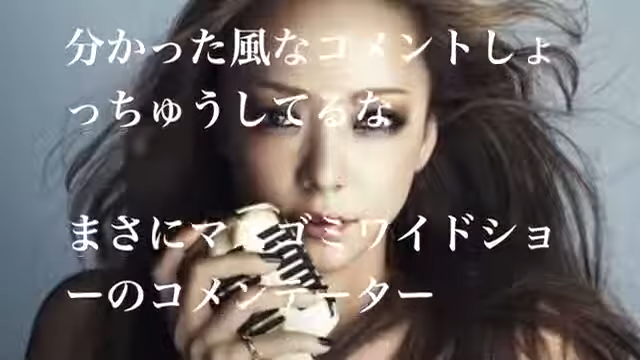 分かった風なコメントしょ
っちゅうしてるな
まさにマスゴミワイドショ
ーのコメンテーター